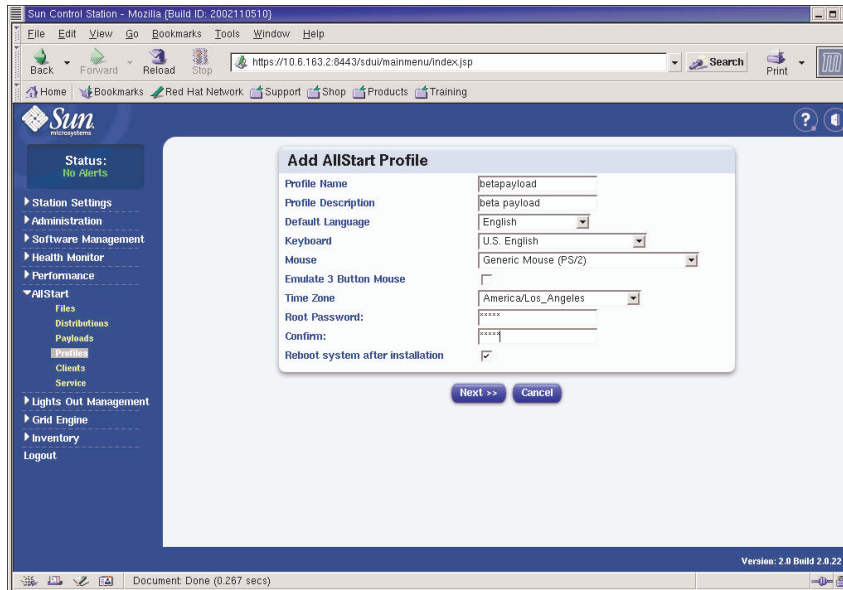 Sun Control Station - Mozilla {Build ID: 2002110510}
File Edit View Go Bookmarks Tools Window Help
Back Forward Reload Stop https://10.6.163.2:8443/sdui/mainmenu/index.jsp Search Print
Home Bookmarks Red Hat Network Support Shop Products Training
Sun
microsystems
?
Status:
No Alerts
Station Settings
Administration
Software Management
Health Monitor
Performance
AllStart
Files
Distributions
Payloads
Profiles
Clients
Service
Lights Out Management
Grid Engine
Inventory
Logout
Add AllStart Profile
Profile Name betapayload
Profile Description beta payload
Default Language English
Keyboard U.S. English
Mouse Generic Mouse (PS/2)
Emulate 3 Button Mouse
Time Zone America/Los_Angeles
Root Password: *****
Confirm: *****
Reboot system after installation
Next >> Cancel
Version: 2.0 Build 2.0.22
Document: Done (0.267 secs)